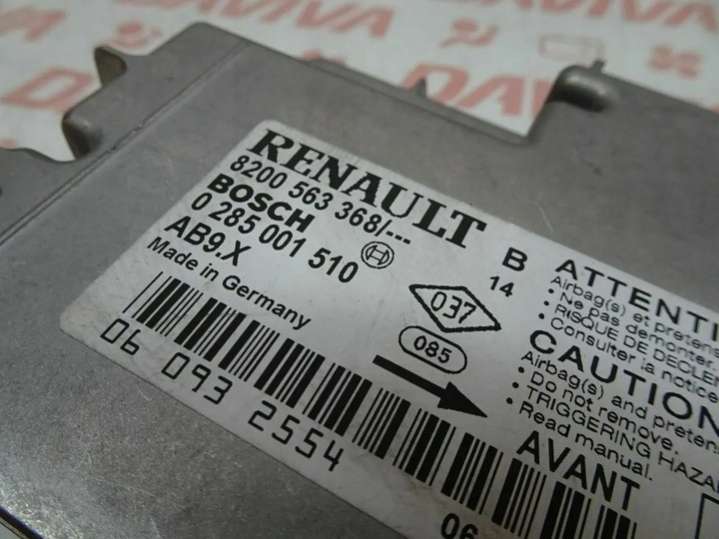 RENAULT
8200 563 368/---
BOSCH
0 285 001 510
AB9.X
Made in Germany
06 093 2554
B
14
037
085
AVANT
06
ATTENTI
Airbag(s) et preten
• Ne pas demonter.
• RISQUE DE DECLE
• Consulter la notice
CAUTION
Airbag(s) and preten
• Do not remove.
• TRIGGERING HAZA
• Read manual.
DAVIVA